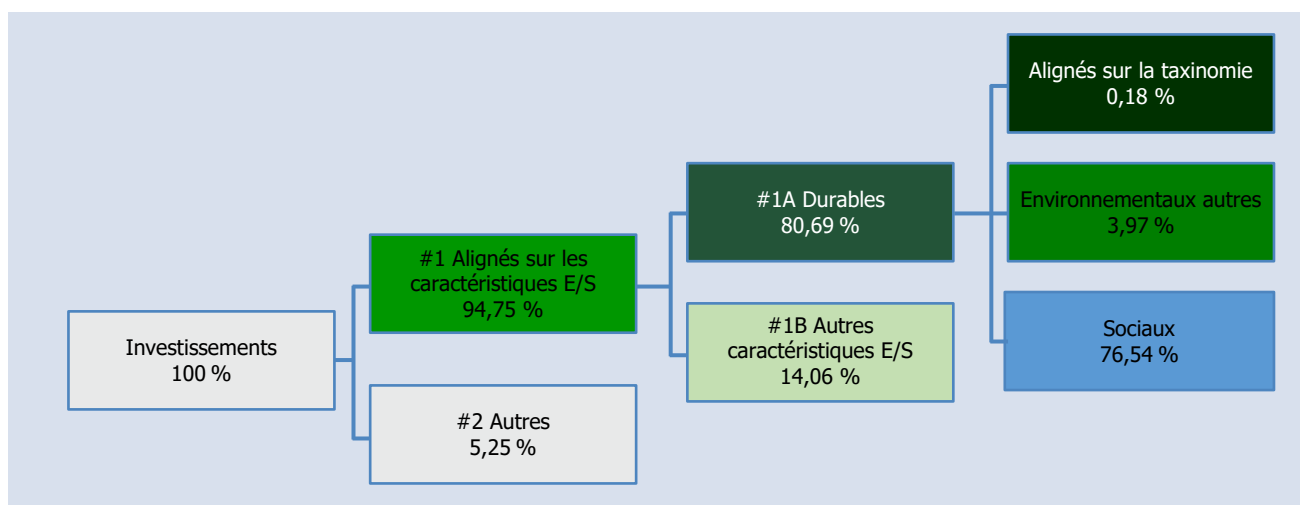 Investissements
100 %
#1 Alignés sur les
caractéristiques E/S
94,75 %
#2 Autres
5,25 %
#1A Durables
80,69 %
#1B Autres
caractéristiques E/S
14,06 %
Alignés sur la taxinomie
0,18 %
Environnementaux autres
3,97 %
Sociaux
76,54 %